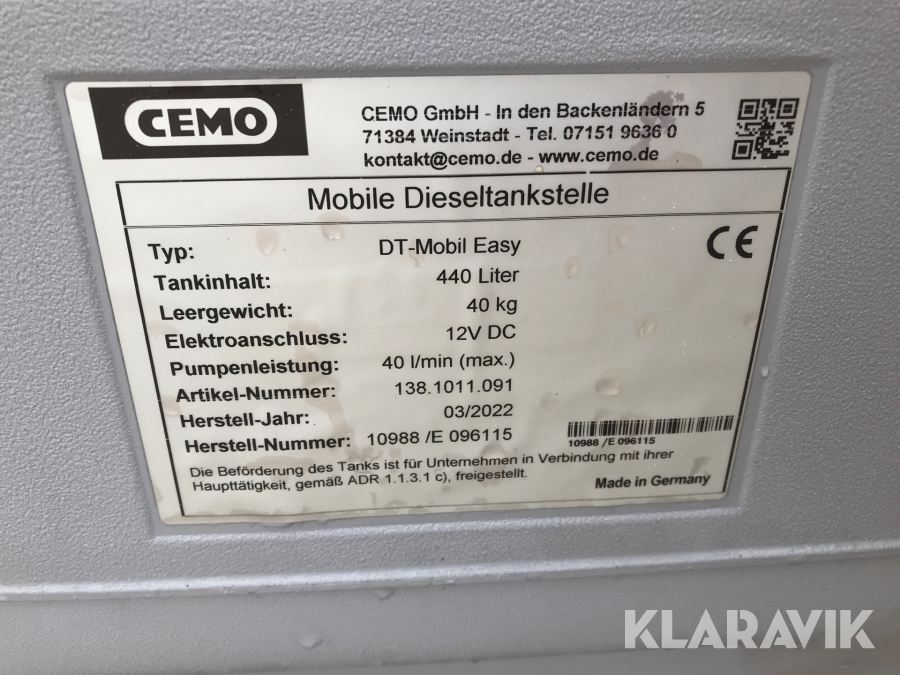 CEMO
CEMO GmbH - In den Backenländern 5
71384 Weinstadt - Tel. 07151 9636 0
kontakt@cemo.de - www.cemo.de
Mobile Dieseltankstelle
CE
Typ: DT-Mobil Easy
Tankinhalt: 440 Liter
Leergewicht: 40 kg
Elektroanschluss: 12V DC
Pumpenleistung: 40 l/min (max.)
Artikel-Nummer: 138.1011.091
Herstell-Jahr: 03/2022
Herstell-Nummer: 10988 /E 096115
10988 /E 096115
Die Beförderung des Tanks ist für Unternehmen in Verbindung mit ihrer
Haupttätigkeit, gemäß ADR 1.1.3.1 c), freigestellt.
Made in Germany
KLARAVIK